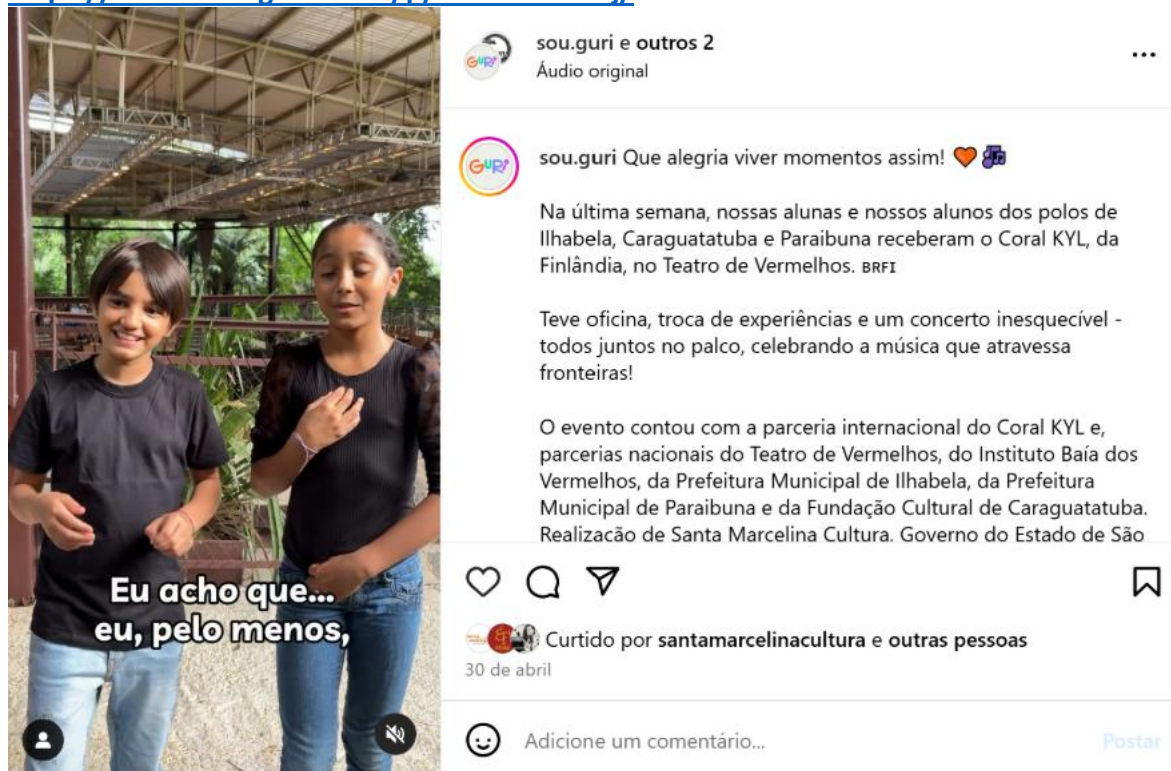 sou.guri e outros 2
Áudio original
GURI
sou.guri Que alegria viver momentos assim! 🧡🎶
Na última semana, nossas alunas e nossos alunos dos polos de
Ilhabela, Caraguatatuba e Paraibuna receberam o Coral KYL, da
Finlândia, no Teatro de Vermelhos. BRFI
Teve oficina, troca de experiências e um concerto inesquecível -
todos juntos no palco, celebrando a música que atravessa
fronteiras!
O evento contou com a parceria internacional do Coral KYL e,
parcerias nacionais do Teatro de Vermelhos, do Instituto Baía dos
Vermelhos, da Prefeitura Municipal de Ilhabela, da Prefeitura
Municipal de Paraibuna e da Fundação Cultural de Caraguatatuba.
Realização de Santa Marcelina Cultura, Governo do Estado de São
Eu acho que...
eu, pelo menos,
Curtido por santamarcelinacultura e outras pessoas
30 de abril
Adicione um comentário...
Postar